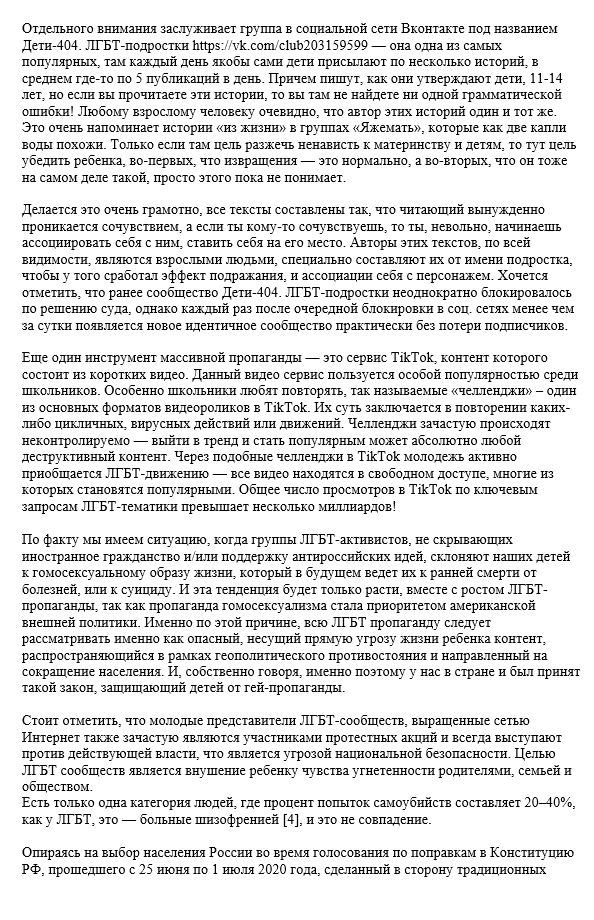 Отдельного внимания заслуживает группа в социальной сети Вконтакте под названием
Дети-404. ЛГБТ-подростки https://vk.com/club203159599 — она одна из самых
популярных, там каждый день якобы сами дети присылают по несколько историй, в
среднем где-то по 5 публикаций в день. Причем пишут, как они утверждают дети, 11-14
лет, но если вы прочитаете эти истории, то вы там не найдете ни одной грамматической
ошибки! Любому взрослому человеку очевидно, что автор этих историй один и тот же.
Это очень напоминает истории «из жизни» в группах «Яжемать», которые как две капли
воды похожи. Только если там цель разжечь ненависть к материнству и детям, то тут цель
убедить ребенка, во-первых, что извращения — это нормально, а во-вторых, что он тоже
на самом деле такой, просто этого пока не понимает.

Делается это очень грамотно, все тексты составлены так, что читающий вынужденно
проникается сочувствием, а если ты кому-то сочувствуешь, то ты, невольно, начинаешь
ассоциировать себя с ним, ставить себя на его место. Авторы этих текстов, по всей
видимости, являются взрослыми людьми, специально составляют их от имени подростка,
чтобы у того сработал эффект подражания, и ассоциации себя с персонажем. Хочется
отметить, что ранее сообщество Дети-404. ЛГБТ-подростки неоднократно блокировалось
по решению суда, однако каждый раз после очередной блокировки в соц. сетях менее чем
за сутки появляется новое идентичное сообщество практически без потери подписчиков.

Еще один инструмент массивной пропаганды — это сервис TikTok, контент которого
состоит из коротких видео. Данный видео сервис пользуется особой популярностью среди
школьников. Особенно школьники любят повторять, так называемые «челленджи» – один
из основных форматов видеороликов в TikTok. Их суть заключается в повторении каких-
либо цикличных, вирусных действий или движений. Челленджи зачастую происходят
неконтролируемо — выйти в тренд и стать популярным может абсолютно любой
деструктивный контент. Через подобные челленджи в TikTok молодежь активно
приобщается ЛГБТ-движению — все видео находятся в свободном доступе, многие из
которых становятся популярными. Общее число просмотров в TikTok по ключевым
запросам ЛГБТ-тематики превышает несколько миллиардов!

По факту мы имеем ситуацию, когда группы ЛГБТ-активистов, не скрывающих
иностранное гражданство и/или поддержку антироссийских идей, склоняют наших детей
к гомосексуальному образу жизни, который в будущем ведет их к ранней смерти от
болезней, или к суициду. И эта тенденция будет только расти, вместе с ростом ЛГБТ-
пропаганды, так как пропаганда гомосексуализма стала приоритетом американской
внешней политики. Именно по этой причине, всю ЛГБТ пропаганду следует
рассматривать именно как опасный, несущий прямую угрозу жизни ребенка контент,
распространяющийся в рамках геополитического противостояния и направленный на
сокращение населения. И, собственно говоря, именно поэтому у нас в стране и был принят
такой закон, защищающий детей от гей-пропаганды.

Стоит отметить, что молодые представители ЛГБТ-сообществ, выращенные сетью
Интернет также зачастую являются участниками протестных акций и всегда выступают
против действующей власти, что является угрозой национальной безопасности. Целью
ЛГБТ сообществ является внушение ребенку чувства угнетенности родителями, семьей и
обществом.
Есть только одна категория людей, где процент попыток самоубийств составляет 20–40%,
как у ЛГБТ, это — больные шизофренией [4], и это не совпадение.

Опираясь на выбор населения России во время голосования по поправкам в Конституцию
РФ, прошедшего с 25 июня по 1 июля 2020 года, сделанный в сторону традиционных